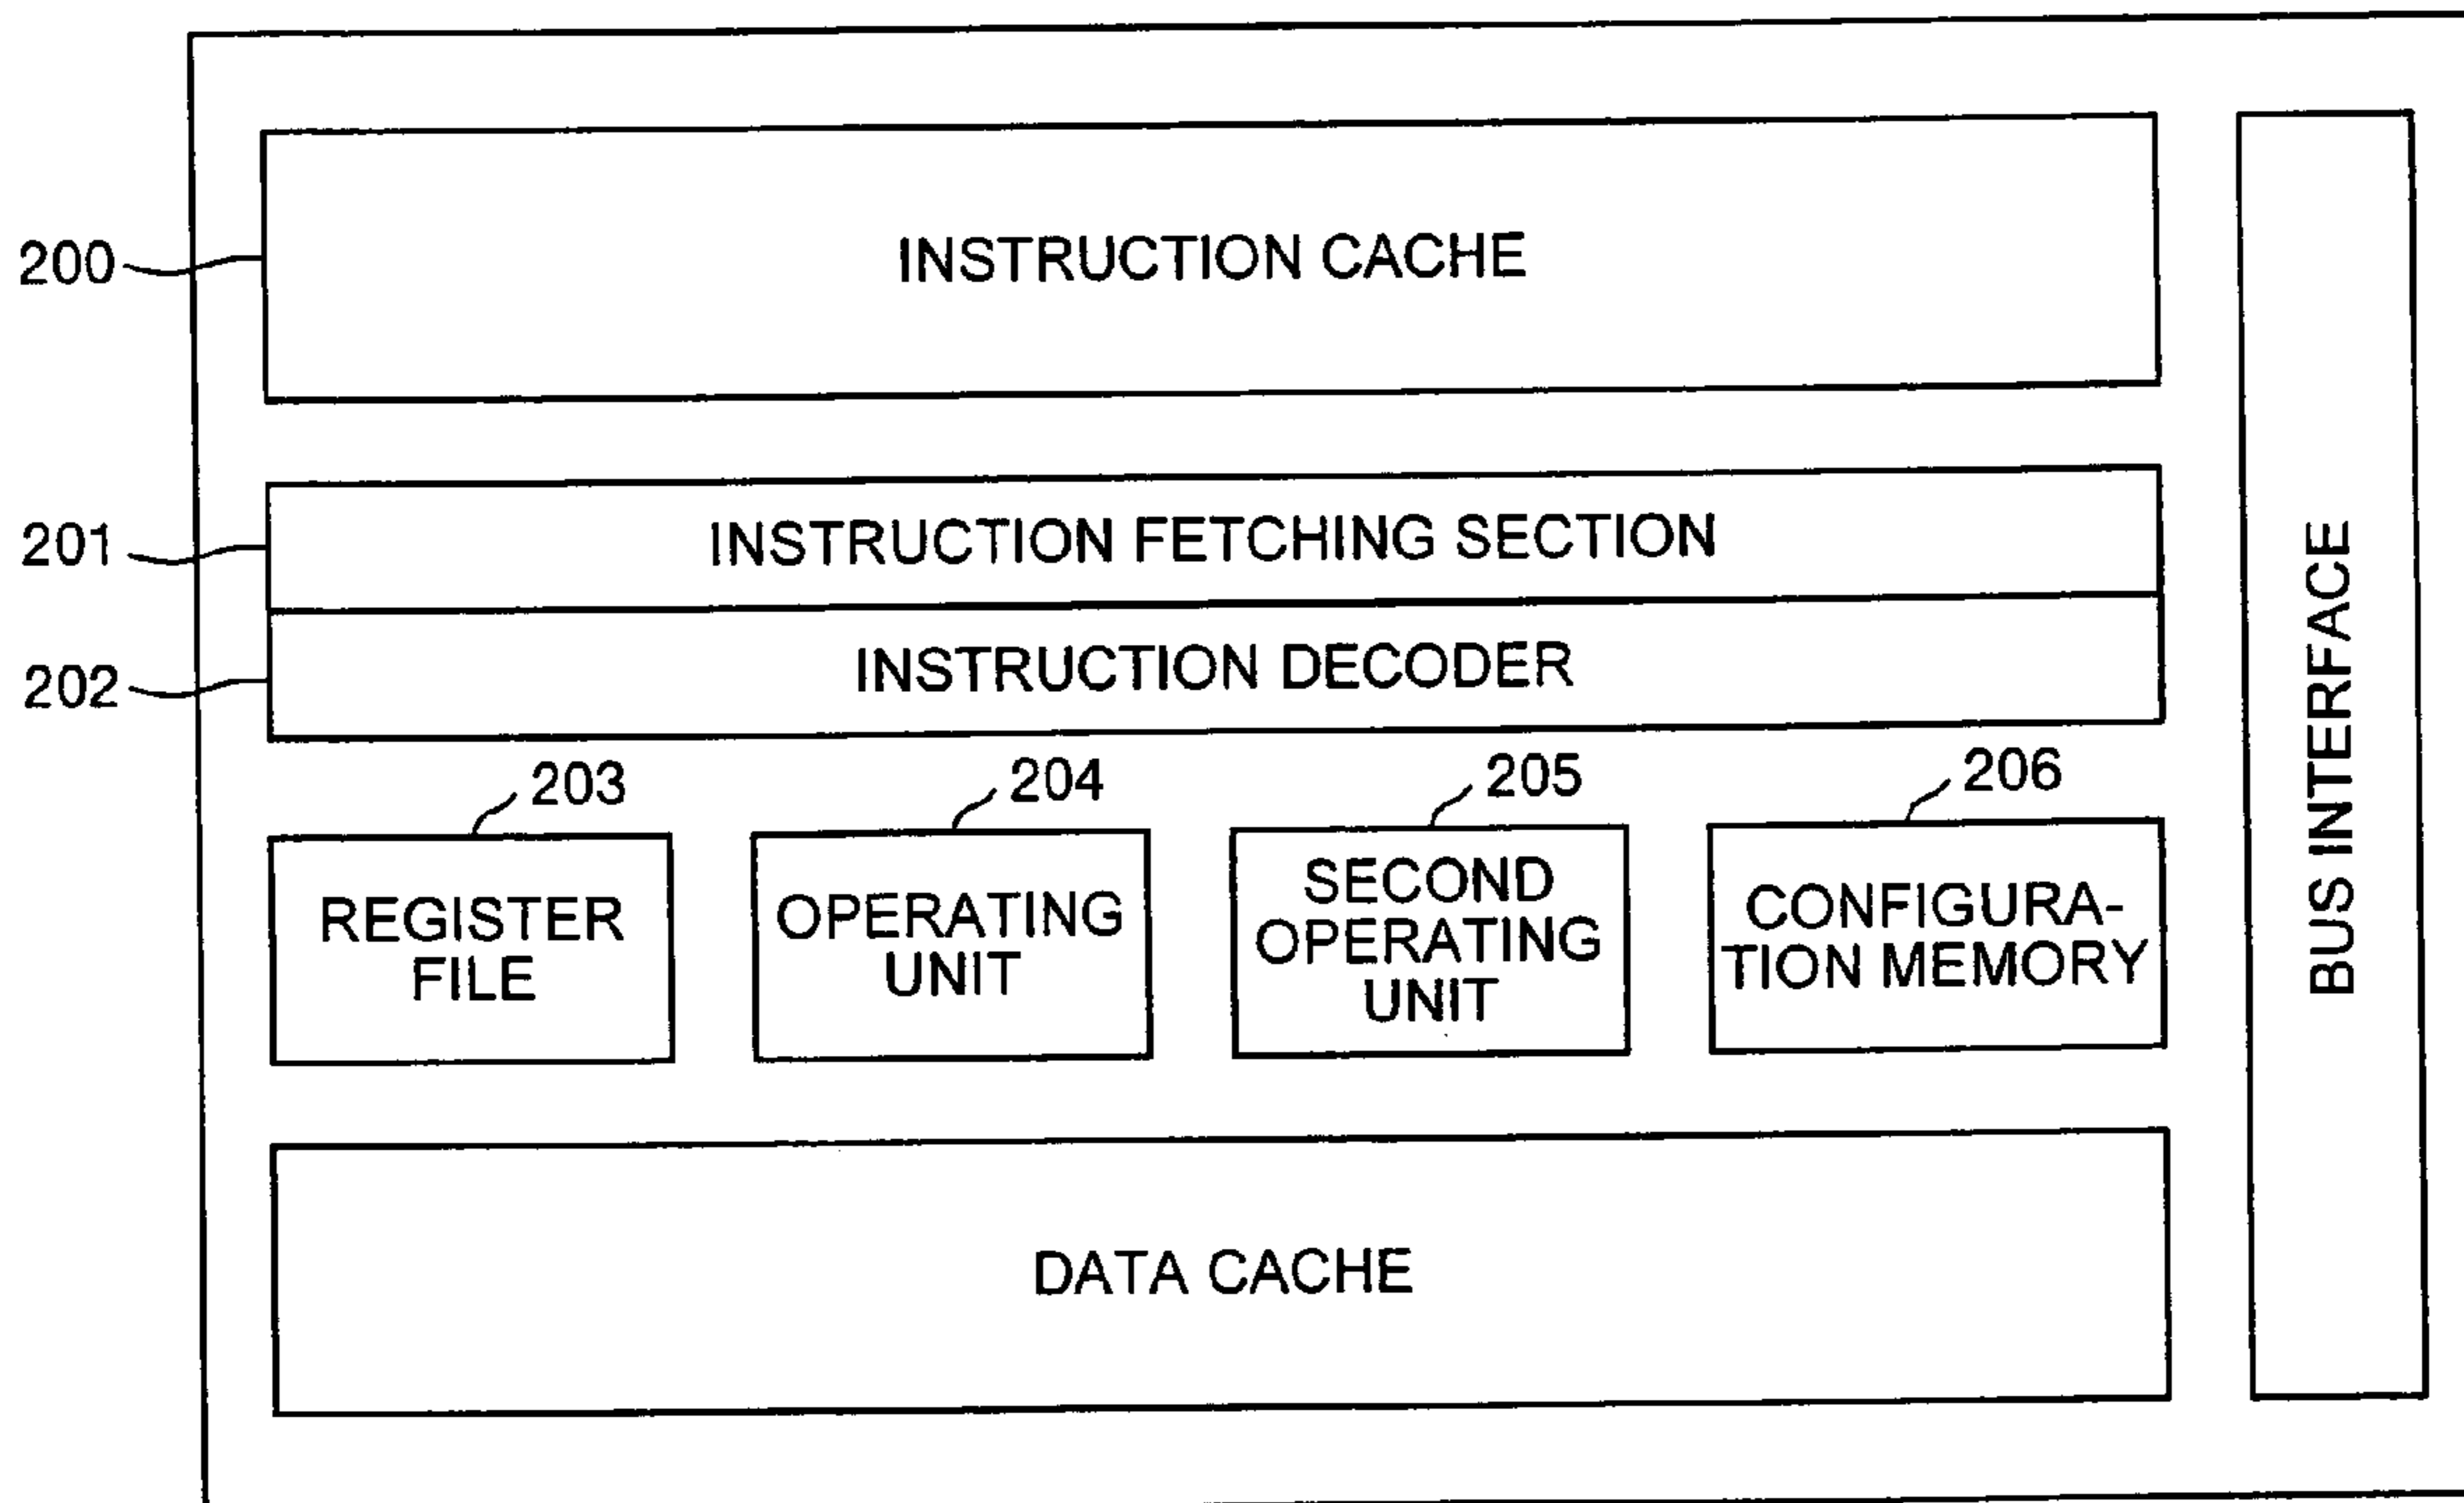 200
INSTRUCTION CACHE
201
INSTRUCTION FETCHING SECTION
202
INSTRUCTION DECODER
203
204
205
206
REGISTER
FILE
OPERATING
UNIT
SECOND
OPERATING
UNIT
CONFIGURA-
TION MEMORY
DATA CACHE
BUS INTERFACE